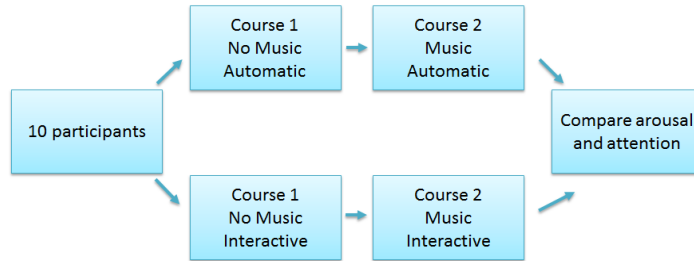 10 participants
Course 1
No Music
Automatic
Course 2
Music
Automatic
Course 1
No Music
Interactive
Course 2
Music
Interactive
Compare arousal
and attention